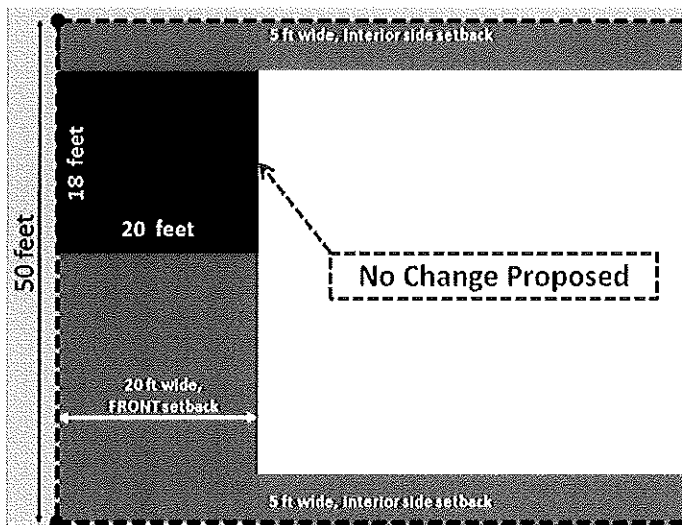 5 ft wide, Interior side setback
18 feet
20 feet
50 feet
No Change Proposed
20 ft wide,
FRONT setback
5 ft wide, Interior side setback